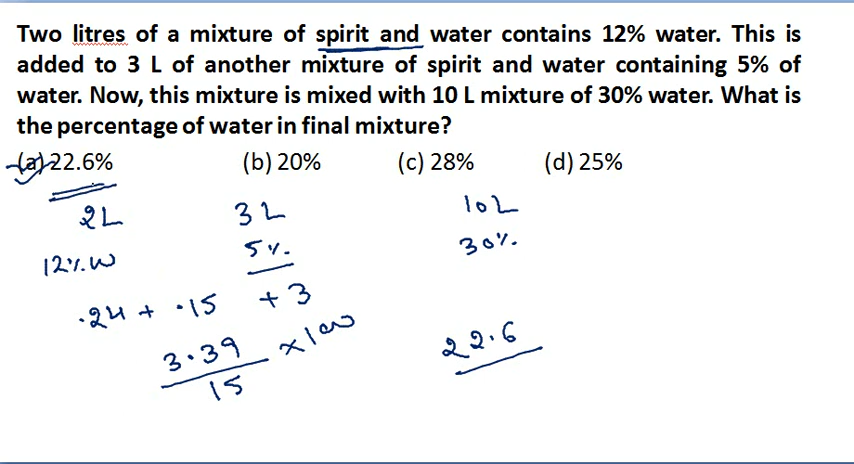 Two litres of a mixture of spirit and water contains 12% water. This is
added to 3 L of another mixture of spirit and water containing 5% of
water. Now, this mixture is mixed with 10 L mixture of 30% water. What is
the percentage of water in final mixture?
(a) 22.6% (b) 20% (c) 28% (d) 25%
2L 3L 10L
12%.W 5%. 30%.
.24 + .15 + 3
3.39 x 100
15
22.6